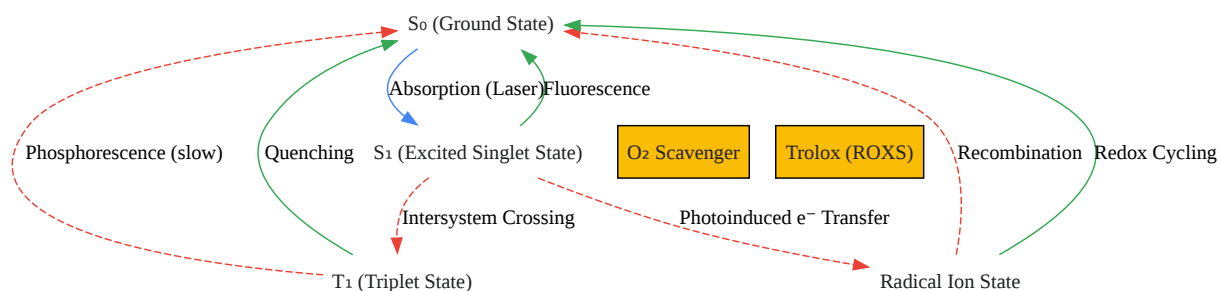 S₀ (Ground State)
Absorption (Laser)
Fluorescence
Phosphorescence (slow)
Quenching
S₁ (Excited Singlet State)
O₂ Scavenger
Trolox (ROXS)
Recombination
Redox Cycling
Intersystem Crossing
Photoinduced e⁻ Transfer
T₁ (Triplet State)
Radical Ion State